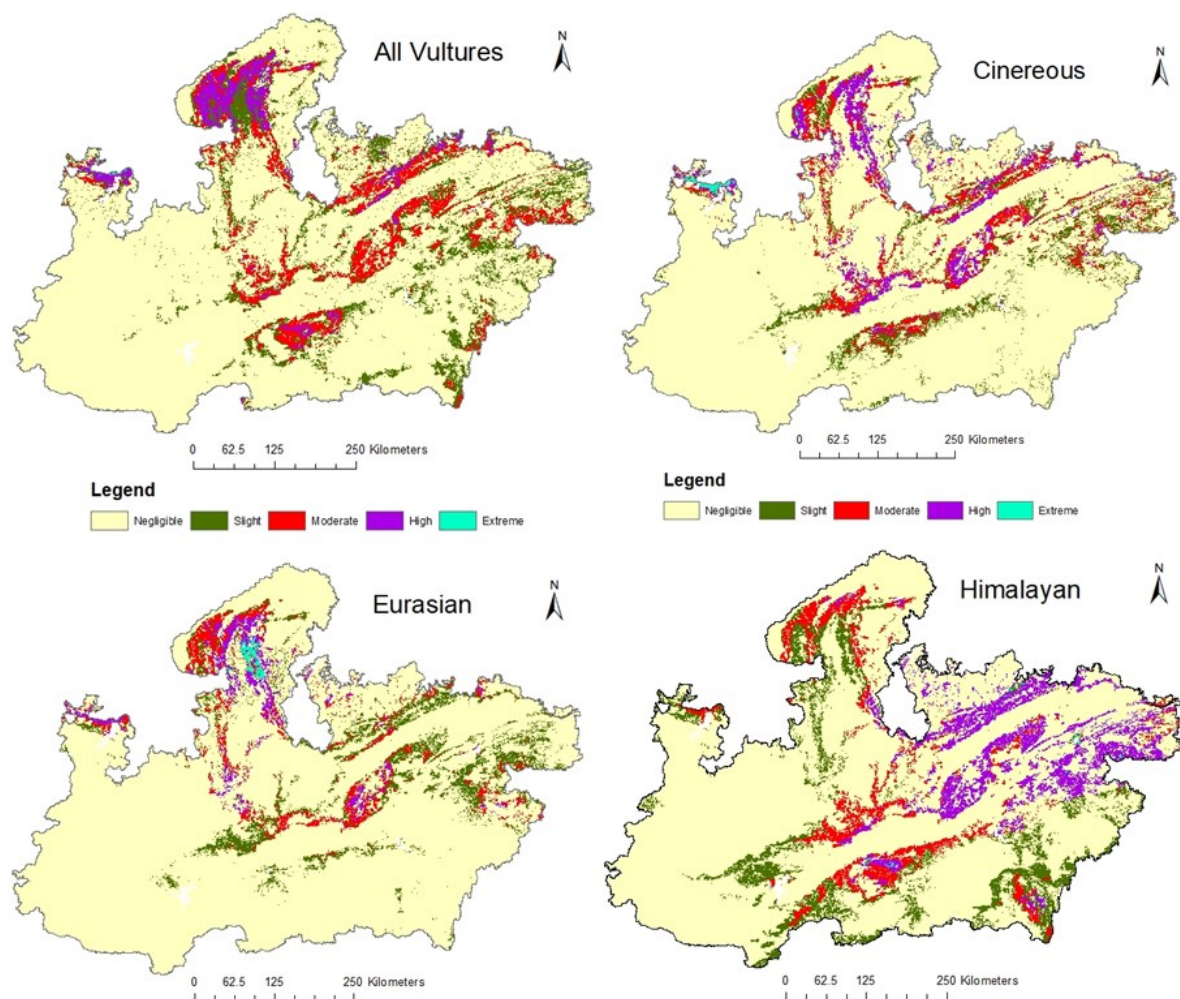 All Vultures
N
0 62.5 125 250 Kilometers
Legend
Negligible Slight Moderate High Extreme
Cinereous
N
0 62.5 125 250 Kilometers
Legend
Negligible Slight Moderate High Extreme
Eurasian
N
0 62.5 125 250 Kilometers
Himalayan
N
0 62.5 125 250 Kilometers